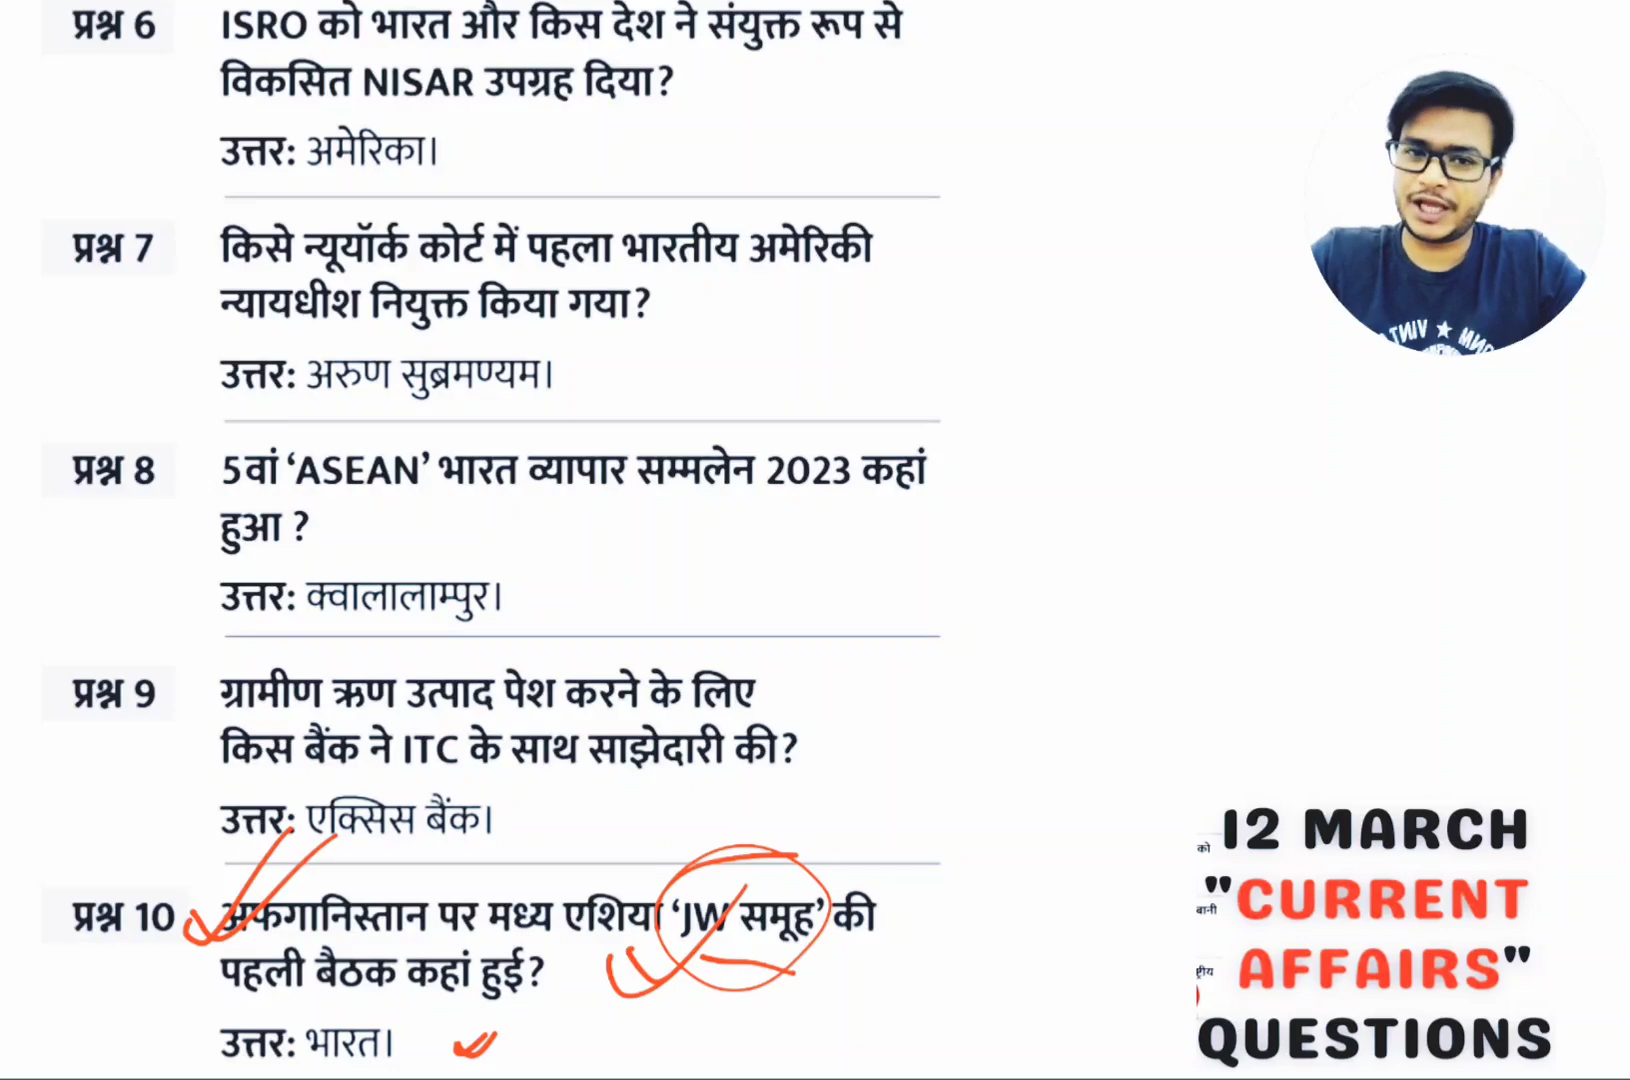 प्रश्न 6
ISRO को भारत और किस देश ने संयुक्त रूप से
विकसित NISAR उपग्रह दिया?
उत्तर: अमेरिका।
प्रश्न 7
किसे न्यूयॉर्क कोर्ट में पहला भारतीय अमेरिकी
न्यायधीश नियुक्त किया गया?
उत्तर: अरुण सुब्रमण्यम।
प्रश्न 8
5वां ‘ASEAN’ भारत व्यापार सम्मलेन 2023 कहां
हुआ ?
उत्तर: क्वालालाम्पुर।
प्रश्न 9
ग्रामीण ऋण उत्पाद पेश करने के लिए
किस बैंक ने ITC के साथ साझेदारी की?
उत्तर: एक्सिस बैंक।
प्रश्न 10
अफगानिस्तान पर मध्य एशिया ‘JW समूह’ की
पहली बैठक कहां हुई?
उत्तर: भारत।
को
12 MARCH
"CURRENT
बानी
AFFAIRS"
QUESTIONS